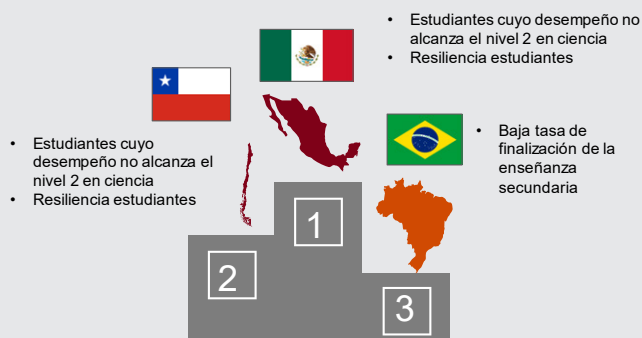 • Estudiantes cuyo desempeño no
alcanza el nivel 2 en ciencia
• Resiliencia estudiantes
• Estudiantes cuyo
desempeño no alcanza el
nivel 2 en ciencia
• Resiliencia estudiantes
• Baja tasa de
finalización de la
enseñanza
secundaria
1
2
3